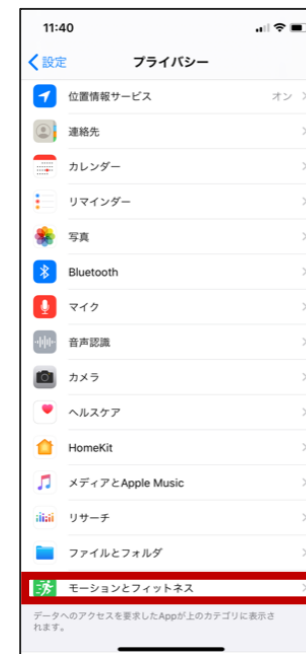 11:40
設定
プライバシー
位置情報サービス オン
連絡先
カレンダー
リマインダー
写真
Bluetooth
マイク
音声認識
カメラ
ヘルスケア
HomeKit
メディアとApple Music
リサーチ
ファイルとフォルダ
モーションとフィットネス
データへのアクセスを要求したAppが上のカテゴリに表示さ
れます。